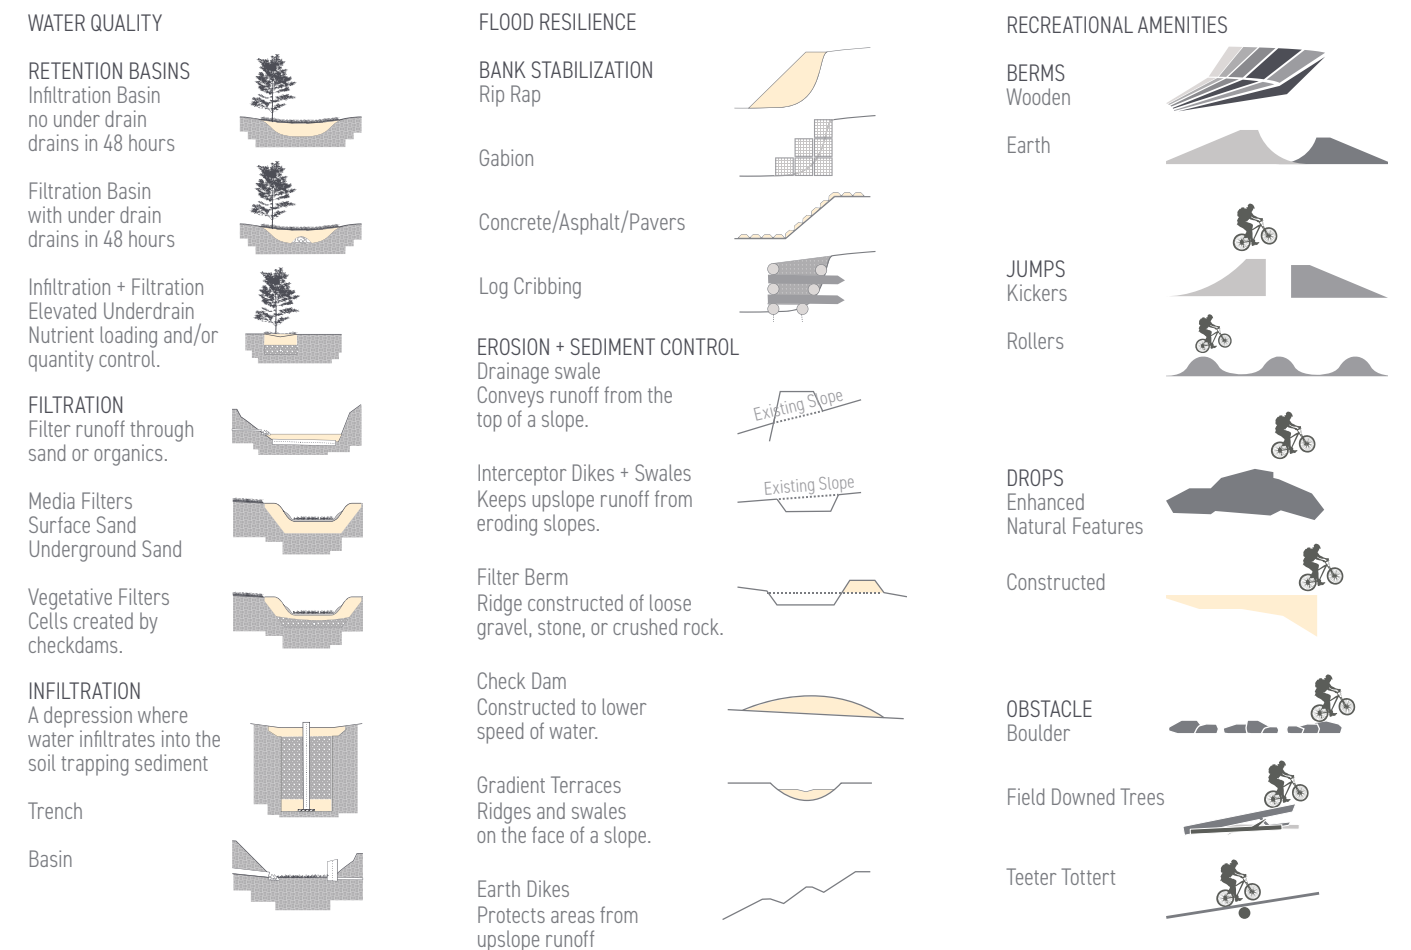 WATER QUALITY
RETENTION BASINS
Infiltration Basin
no under drain
drains in 48 hours
Filtration Basin
with under drain
drains in 48 hours
Infiltration + Filtration
Elevated Underdrain
Nutrient loading and/or
quantity control.
FILTRATION
Filter runoff through
sand or organics.
Media Filters
Surface Sand
Underground Sand
Vegetative Filters
Cells created by
checkdams.
INFILTRATION
A depression where
water infiltrates into the
soil trapping sediment
Trench
Basin
FLOOD RESILIENCE
BANK STABILIZATION
Rip Rap
Gabion
Concrete/Asphalt/Pavers
Log Cribbing
EROSION + SEDIMENT CONTROL
Drainage swale
Conveys runoff from the
top of a slope.
Existing Slope
Interceptor Dikes + Swales
Keeps upslope runoff from
eroding slopes.
Existing Slope
Filter Berm
Ridge constructed of loose
gravel, stone, or crushed rock.
Check Dam
Constructed to lower
speed of water.
Gradient Terraces
Ridges and swales
on the face of a slope.
Earth Dikes
Protects areas from
upslope runoff
RECREATIONAL AMENITIES
BERMS
Wooden
Earth
JUMPS
Kickers
Rollers
DROPS
Enhanced
Natural Features
Constructed
OBSTACLE
Boulder
Field Downed Trees
Teeter Tottert